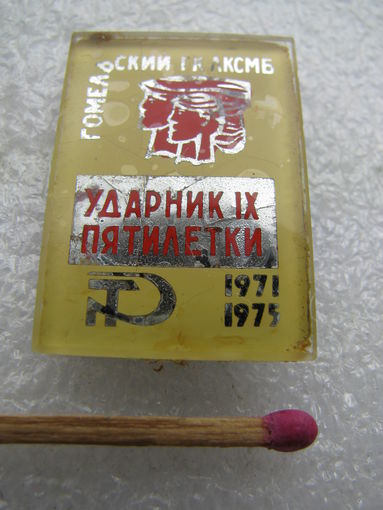 ГОМЕЛЬСКИЙ ГК ЛКСМБ
УДАРНИК IX
ПЯТИЛЕТКИ
1971
1975